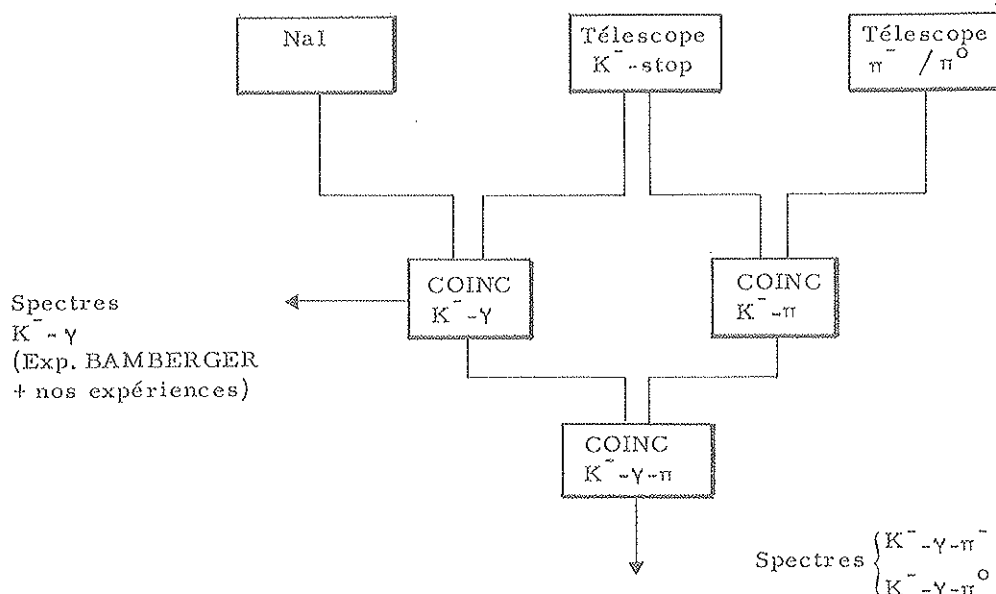 NaI
Télescope
K⁻-stop
Télescope
π⁻ / π⁰
COINC
K⁻-γ
COINC
K⁻-π
Spectres
K⁻-γ
(Exp. BAMBERGER
+ nos expériences)
COINC
K⁻-γ-π
Spectres { K⁻-γ-π⁻
K⁻-γ-π⁰